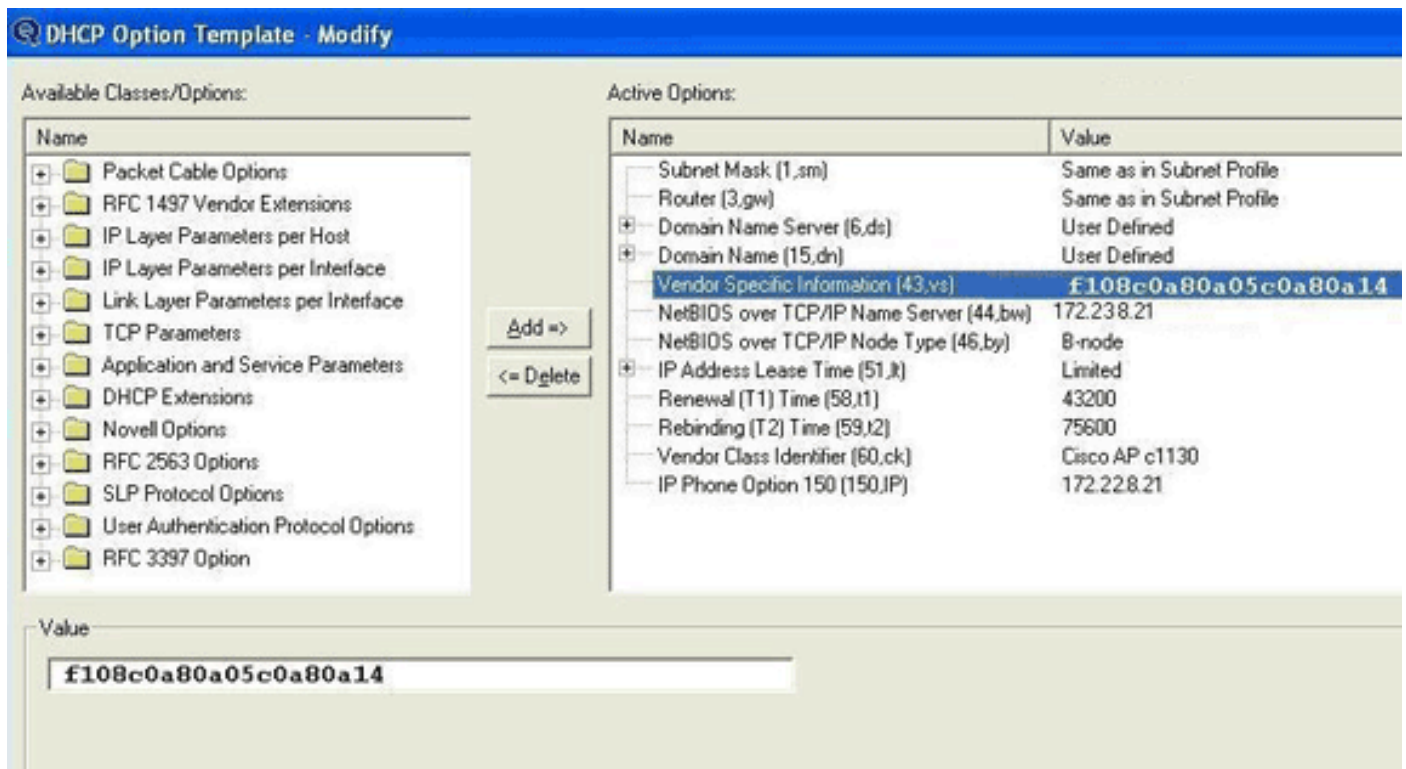 DHCP Option Template - Modify
Available Classes/Options:
Name
Packet Cable Options
RFC 1497 Vendor Extensions
IP Layer Parameters per Host
IP Layer Parameters per Interface
Link Layer Parameters per Interface
TCP Parameters
Application and Service Parameters
DHCP Extensions
Novell Options
RFC 2563 Options
SLP Protocol Options
User Authentication Protocol Options
RFC 3397 Option
Add =>
<= Delete
Active Options:
Name Value
Subnet Mask (1,sm) Same as in Subnet Profile
Router (3,gw) Same as in Subnet Profile
Domain Name Server (6,ds) User Defined
Domain Name (15,dn) User Defined
Vendor Specific Information (43,vs) f108c0a80a05c0a80a14
NetBIOS over TCP/IP Name Server (44,bw) 172.23.8.21
NetBIOS over TCP/IP Node Type (46,by) B-node
IP Address Lease Time (51,lt) Limited
Renewal (T1) Time (58,t1) 43200
Rebinding (T2) Time (59,t2) 75600
Vendor Class Identifier (60,ck) Cisco AP c1130
IP Phone Option 150 (150,IP) 172.22.8.21
Value
f108c0a80a05c0a80a14